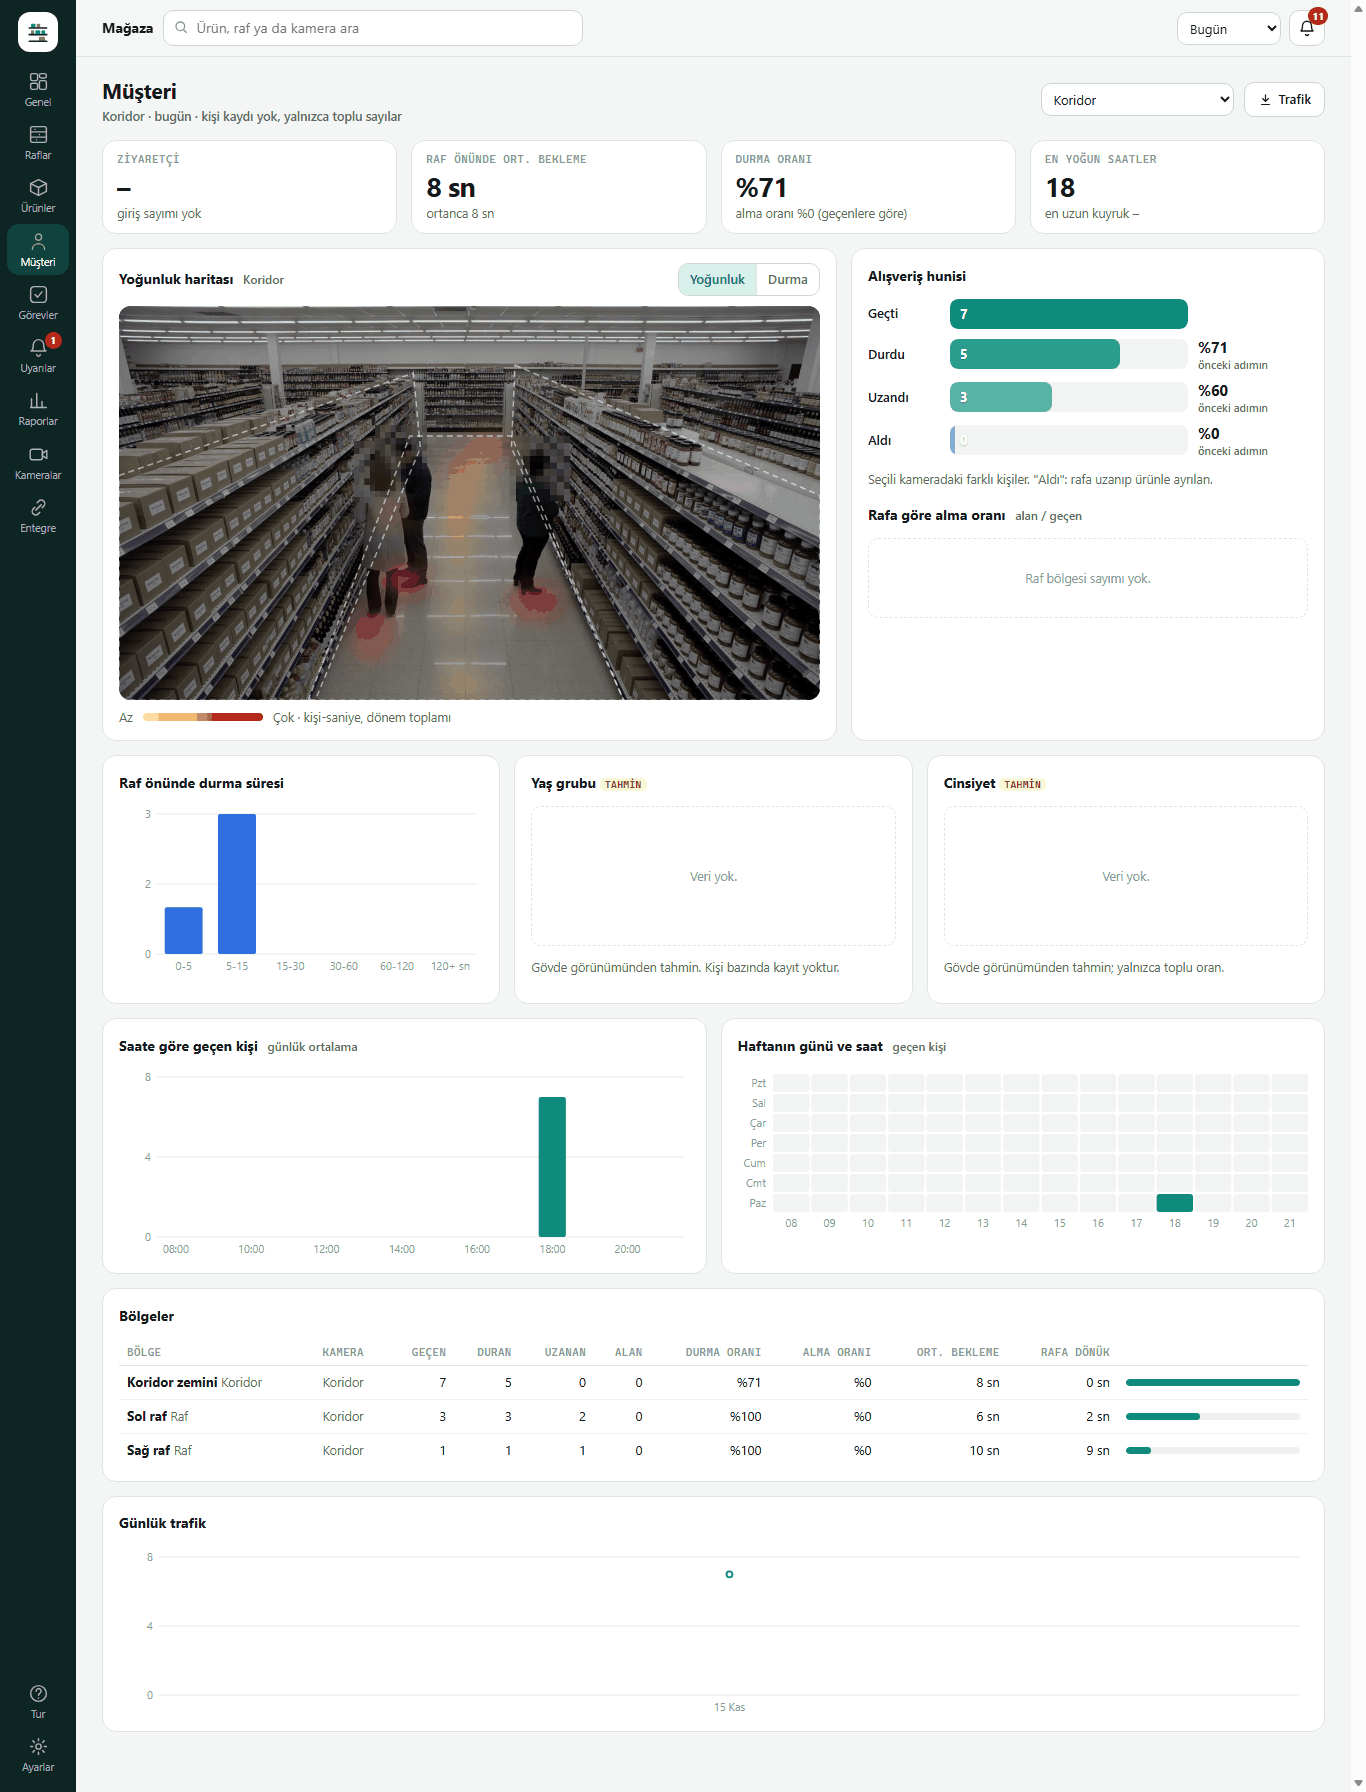 Mağaza
Ürün, raf ya da kamera ara
Bugün
11
Genel
Raflar
Ürünler
Müşteri
Görevler
1
Uyarılar
Raporlar
Kameralar
Entegre
Tur
Ayarlar
Müşteri
Koridor · bugün · kişi kaydı yok, yalnızca toplu sayılar
Koridor
Trafik
ZİYARETÇİ
–
giriş sayımı yok
RAF ÖNÜNDE ORT. BEKLEME
8 sn
ortanca 8 sn
DURMA ORANI
%71
alma oranı %0 (geçenlere göre)
EN YOĞUN SAATLER
18
en uzun kuyruk –
Yoğunluk haritası Koridor
Yoğunluk Durma
Az Çok · kişi-saniye, dönem toplamı
Alışveriş hunisi
Geçti 7
Durdu 5 %71
önceki adımın
Uzandı 3 %60
önceki adımın
Aldı 0 %0
önceki adımın
Seçili kameradaki farklı kişiler. "Aldı": rafa uzanıp ürünle ayrılan.
Rafa göre alma oranı alan / geçen
Raf bölgesi sayımı yok.
Raf önünde durma süresi
3
2
0
0-5 5-15 15-30 30-60 60-120 120+ sn
Yaş grubu TAHMİN
Veri yok.
Gövde görünümünden tahmin. Kişi bazında kayıt yoktur.
Cinsiyet TAHMİN
Veri yok.
Gövde görünümünden tahmin; yalnızca toplu oran.
Saate göre geçen kişi günlük ortalama
8
4
0
08:00 10:00 12:00 14:00 16:00 18:00 20:00
Haftanın günü ve saat geçen kişi
Pzt
Sal
Çar
Per
Cum
Cmt
Paz
08 09 10 11 12 13 14 15 16 17 18 19 20 21
Bölgeler
BÖLGE KAMERA GEÇEN DURAN UZANAN ALAN DURMA ORANI ALMA ORANI ORT. BEKLEME RAFA DÖNÜK
Koridor zemini Koridor Koridor 7 5 0 0 %71 %0 8 sn 0 sn
Sol raf Raf Koridor 3 3 2 0 %100 %0 6 sn 2 sn
Sağ raf Raf Koridor 1 1 1 0 %100 %0 10 sn 9 sn
Günlük trafik
8
4
0
15 Kas